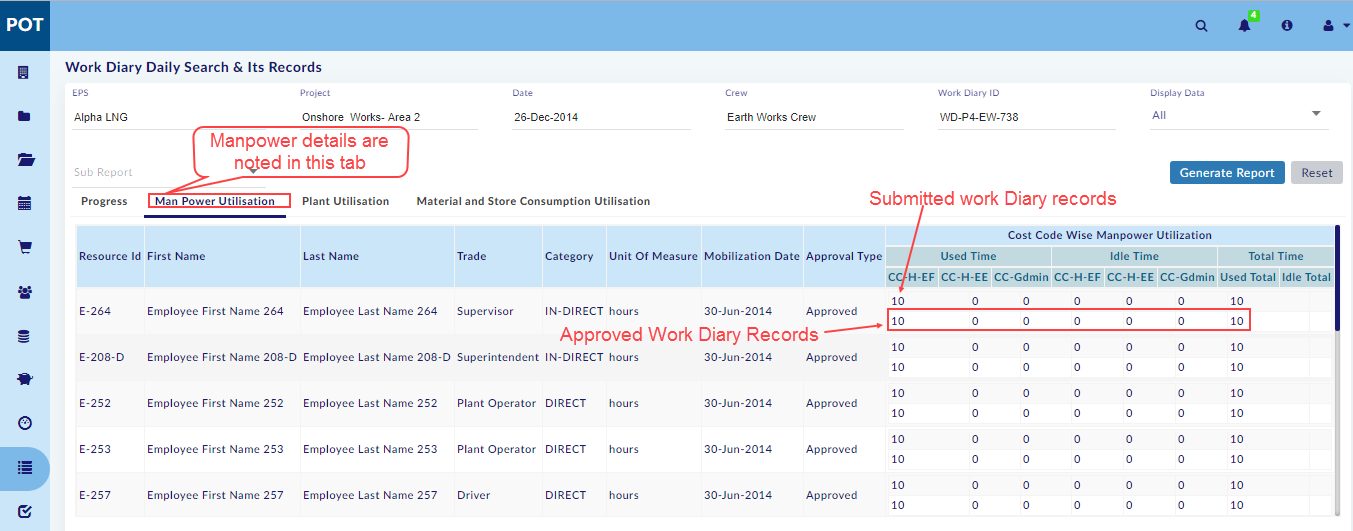 POT
4
Work Diary Daily Search & Its Records
EPS Project Date Crew Work Diary ID Display Data
Alpha LNG Onshore Works- Area 2 26-Dec-2014 Earth Works Crew WD-P4-EW-738 All
Manpower details are
noted in this tab
Sub Report Generate Report Reset
Progress Man Power Utilisation Plant Utilisation Material and Store Consumption Utilisation
Submitted work Diary records
Cost Code Wise Manpower Utilization
Resource Id First Name Last Name Trade Category Unit Of Measure Mobilization Date Approval Type Used Time Idle Time Total Time
CC-H-EF CC-H-EE CC-Gdmin CC-H-EF CC-H-EE CC-Gdmin Used Total Idle Total
10 0 0 0 0 0 10
E-264 Employee First Name 264 Employee Last Name 264 Supervisor IN-DIRECT hours 30-Jun-2014 Approved
10 0 0 0 0 0 10
Approved Work Diary Records
10 0 0 0 0 0 10
E-208-D Employee First Name 208-D Employee Last Name 208-D Superintendent IN-DIRECT hours 30-Jun-2014 Approved
10 0 0 0 0 0 10
10 0 0 0 0 0 10
E-252 Employee First Name 252 Employee Last Name 252 Plant Operator DIRECT hours 30-Jun-2014 Approved
10 0 0 0 0 0 10
10 0 0 0 0 0 10
E-253 Employee First Name 253 Employee Last Name 253 Plant Operator DIRECT hours 30-Jun-2014 Approved
10 0 0 0 0 0 10
10 0 0 0 0 0 10
E-257 Employee First Name 257 Employee Last Name 257 Driver DIRECT hours 30-Jun-2014 Approved
10 0 0 0 0 0 10